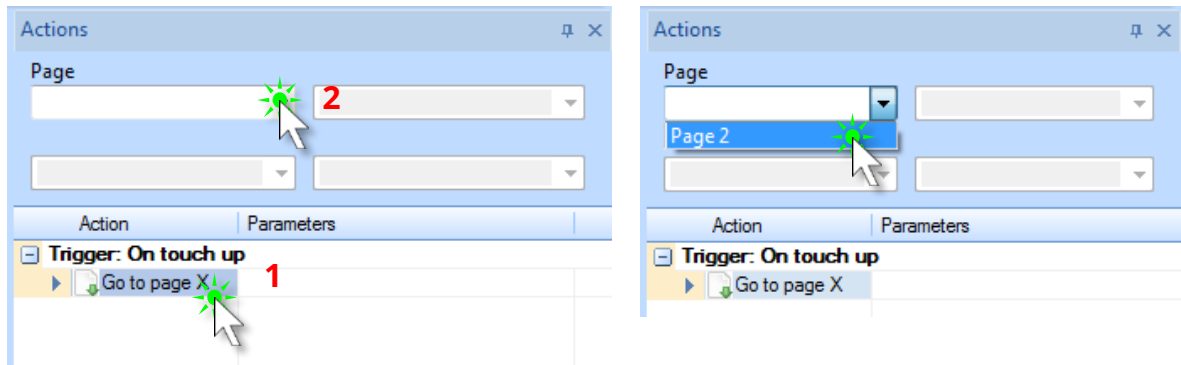 Actions
Page
2
Action Parameters
Trigger: On touch up
Go to page X
1
Actions
Page
Page 2
Action Parameters
Trigger: On touch up
Go to page X